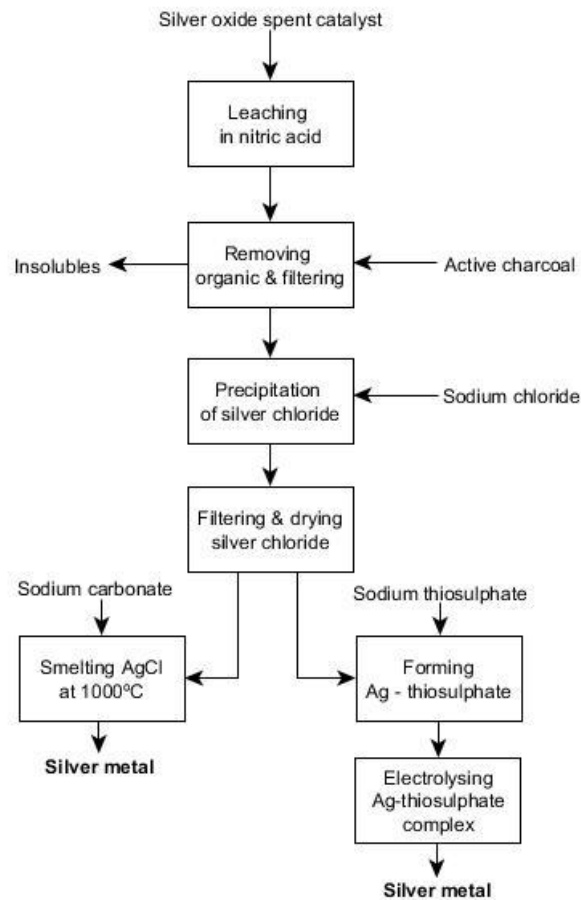 Silver oxide spent catalyst
Leaching
in nitric acid
Removing
organic & filtering
Insolubles
Active charcoal
Precipitation
of silver chloride
Sodium chloride
Filtering & drying
silver chloride
Sodium carbonate
Sodium thiosulphate
Smelting AgCl
at 1000ºC
Forming
Ag - thiosulphate
Silver metal
Electrolysing
Ag-thiosulphate
complex
Silver metal